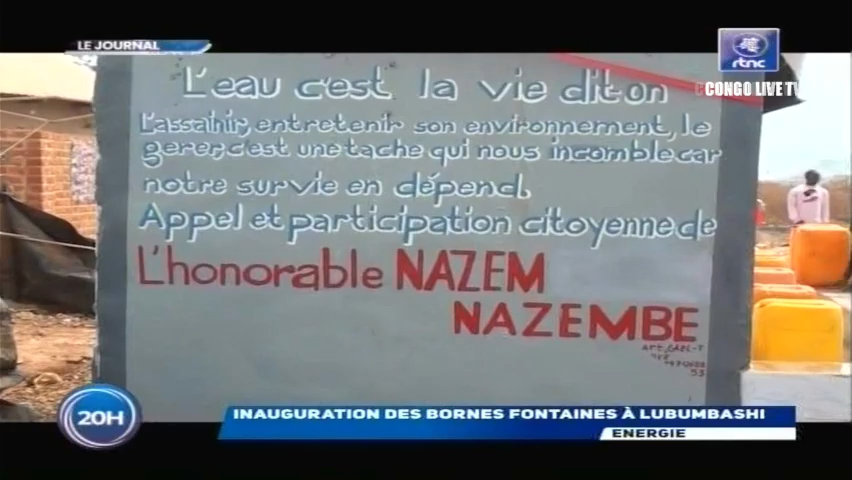 LE JOURNAL
rtnc
CONGO LIVE TV
L'eau c'est la vie dit-on
L'assainir, entretenir son environnement, le
gerer, c'est une tache qui nous incomble car
notre survie en dépend.
Appel et participation citoyenne de
L'honorable NAZEM
NAZEMBE
53
20H
INAUGURATION DES BORNES FONTAINES À LUBUMBASHI
ENERGIE